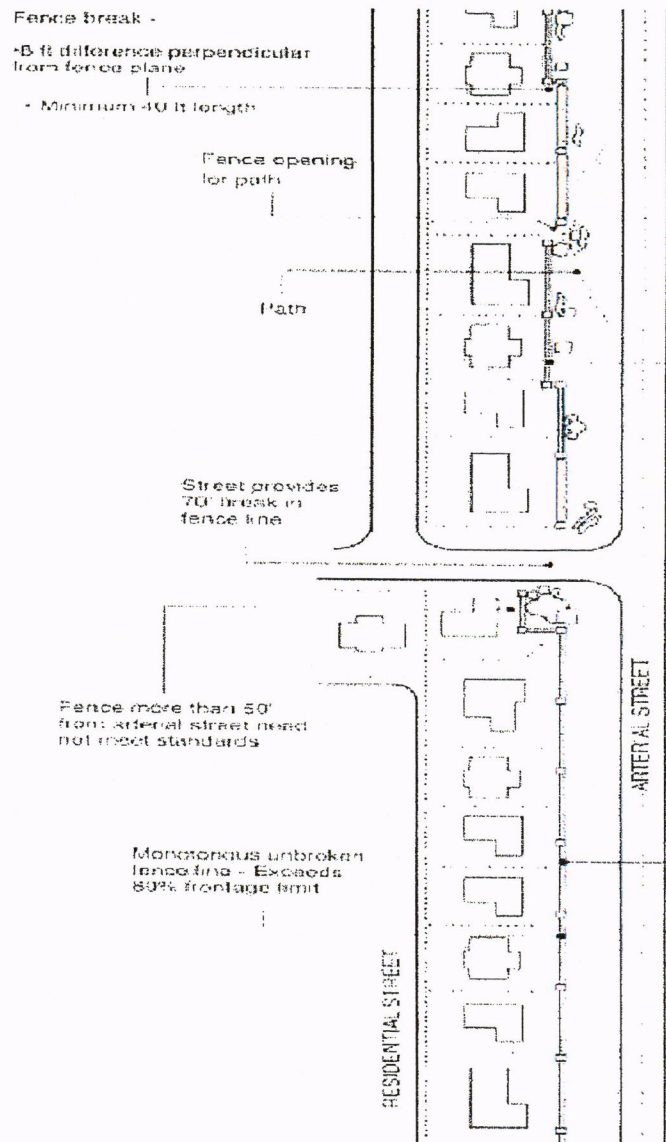 Fence break -
•8 ft difference perpendicular
from fence plane
• Minimum 40 ft length
Fence opening
for path
Path
Street provides
70' break in
fence line
Fence more than 50'
from arterial street need
not meet standards
Monotonous unbroken
fence line - Exceeds
80% frontage limit
RESIDENTIAL STREET
ARTERIAL STREET